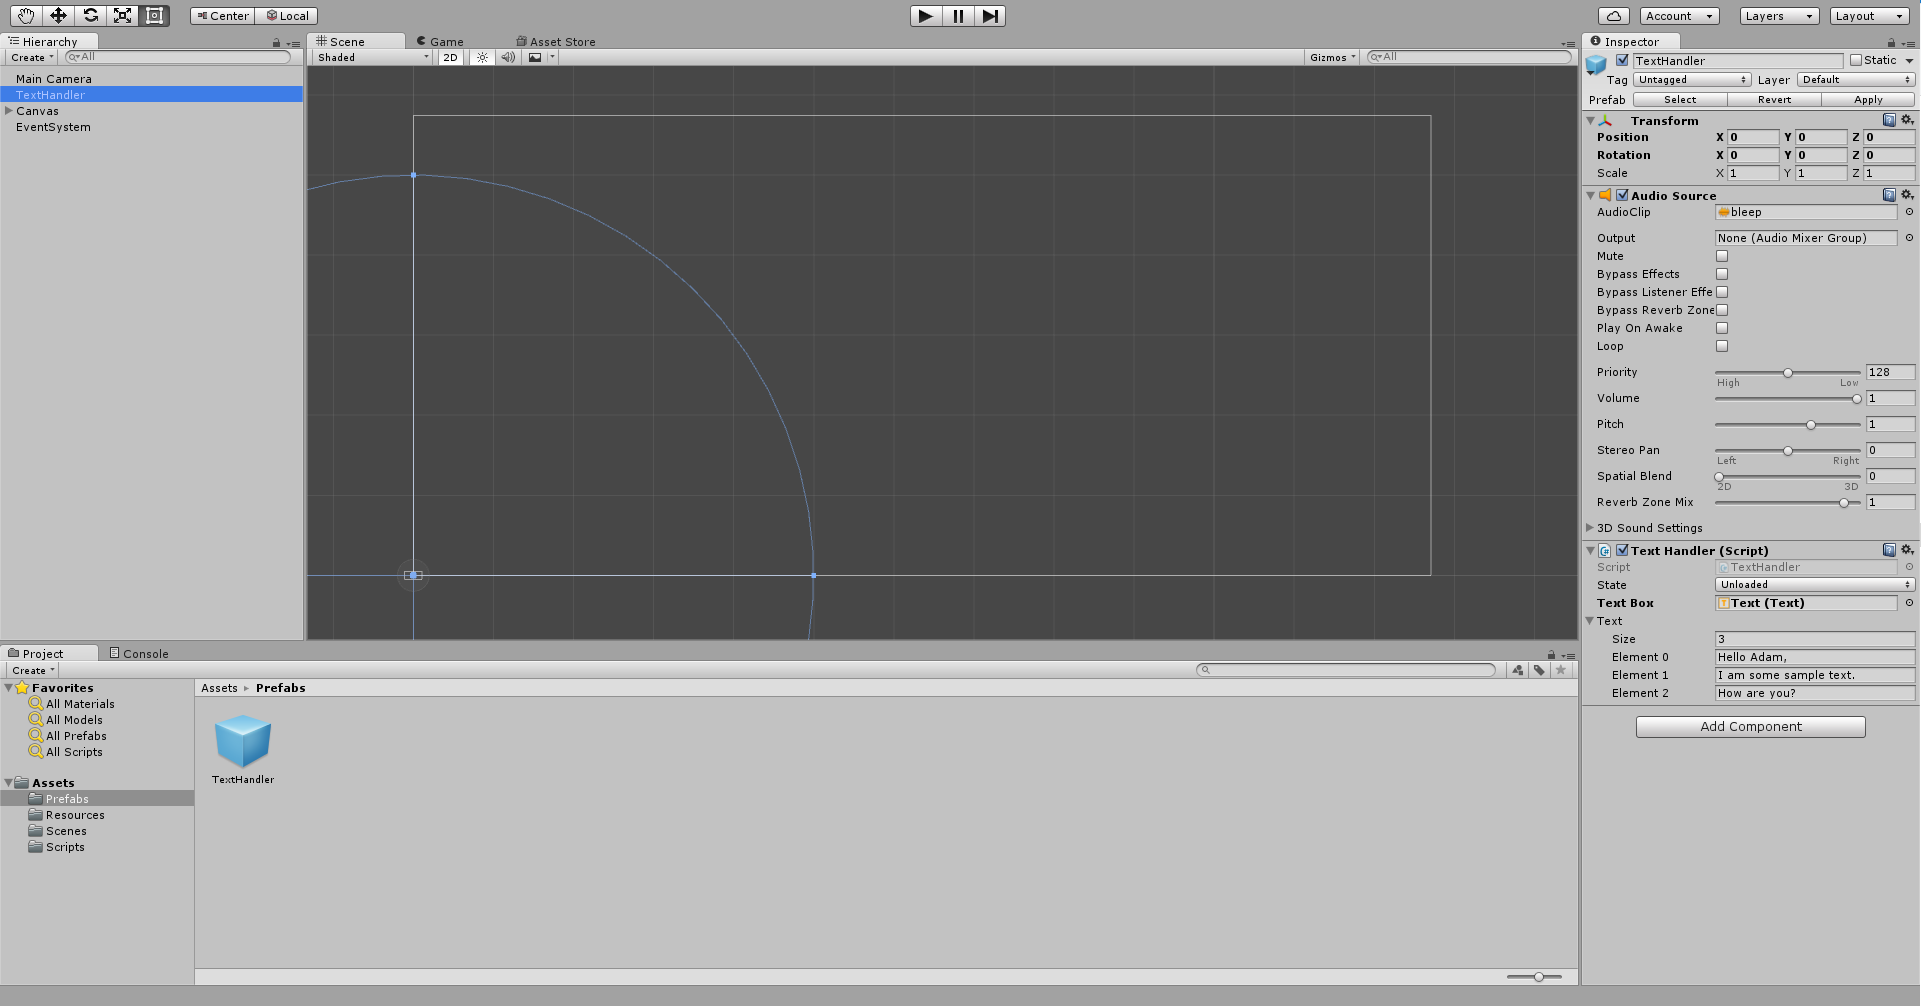 Center Local
Account Layers Layout
Hierarchy
Create All
Main Camera
TextHandler
Canvas
EventSystem
Scene Game Asset Store
Shaded 2D Gizmos All
Inspector
TextHandler Static
Tag Untagged Layer Default
Prefab Select Revert Apply
Transform
Position X 0 Y 0 Z 0
Rotation X 0 Y 0 Z 0
Scale X 1 Y 1 Z 1
Audio Source
AudioClip bleep
Output None (Audio Mixer Group)
Mute
Bypass Effects
Bypass Listener Effe
Bypass Reverb Zone
Play On Awake
Loop
Priority 128
High Low
Volume 1
Pitch 1
Stereo Pan 0
Left Right
Spatial Blend 0
2D 3D
Reverb Zone Mix 1
3D Sound Settings
Text Handler (Script)
Script TextHandler
State Unloaded
Text Box Text (Text)
Text
Size 3
Element 0 Hello Adam,
Element 1 I am some sample text.
Element 2 How are you?
Add Component
Project Console
Create
Favorites
All Materials
All Models
All Prefabs
All Scripts
Assets
Prefabs
Resources
Scenes
Scripts
Assets Prefabs
TextHandler